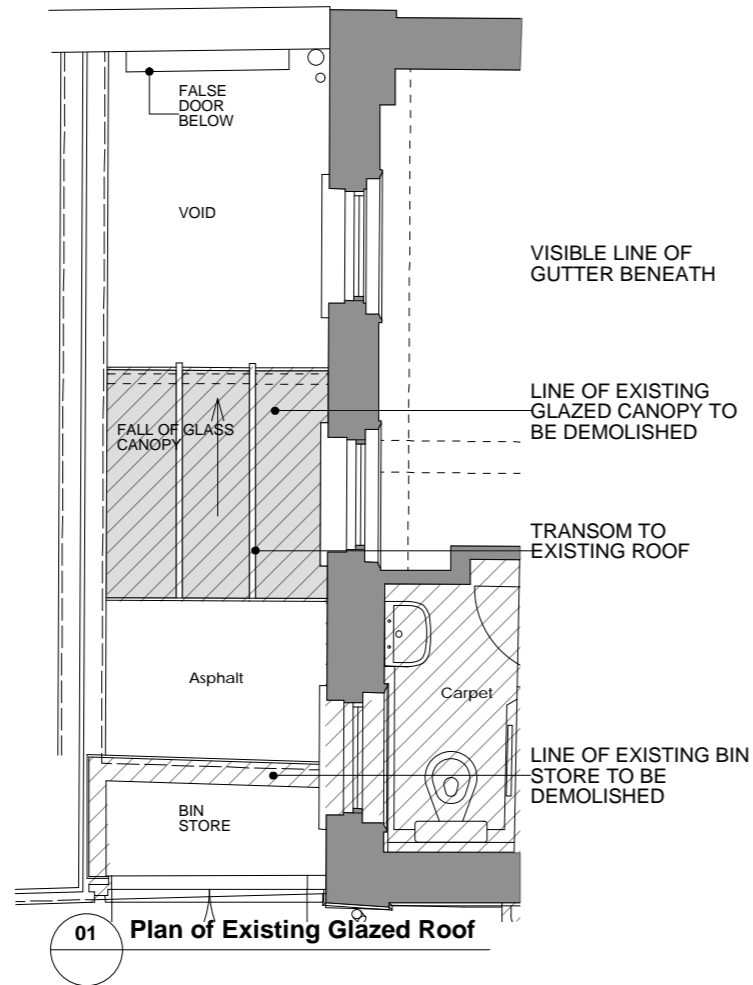 FALSE
DOOR
BELOW
VOID
VISIBLE LINE OF
GUTTER BENEATH
LINE OF EXISTING
GLAZED CANOPY TO
BE DEMOLISHED
FALL OF GLASS
CANOPY
TRANSOM TO
EXISTING ROOF
Asphalt
Carpet
LINE OF EXISTING BIN
STORE TO BE
DEMOLISHED
BIN
STORE
01 Plan of Existing Glazed Roof